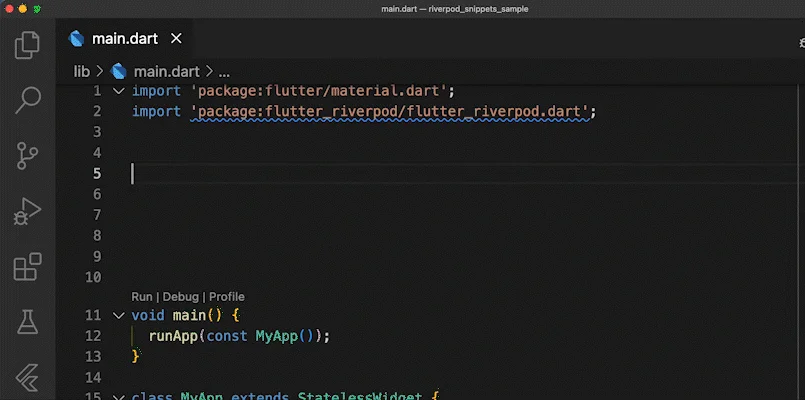 main.dart — riverpod_snippets_sample
main.dart
lib > main.dart > ...
1 import 'package:flutter/material.dart';
2 import 'package:flutter_riverpod/flutter_riverpod.dart';
3
4
5
6
7
8
9
10
Run | Debug | Profile
11 void main() {
12 runApp(const MyApp());
13 }
14
15 class MyApp extends StatelessWidget {